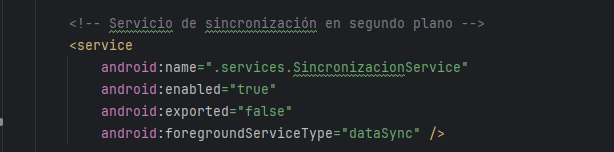 <!-- Servicio de sincronización en segundo plano -->
<service
android:name=".services.SincronizacionService"
android:enabled="true"
android:exported="false"
android:foregroundServiceType="dataSync" />